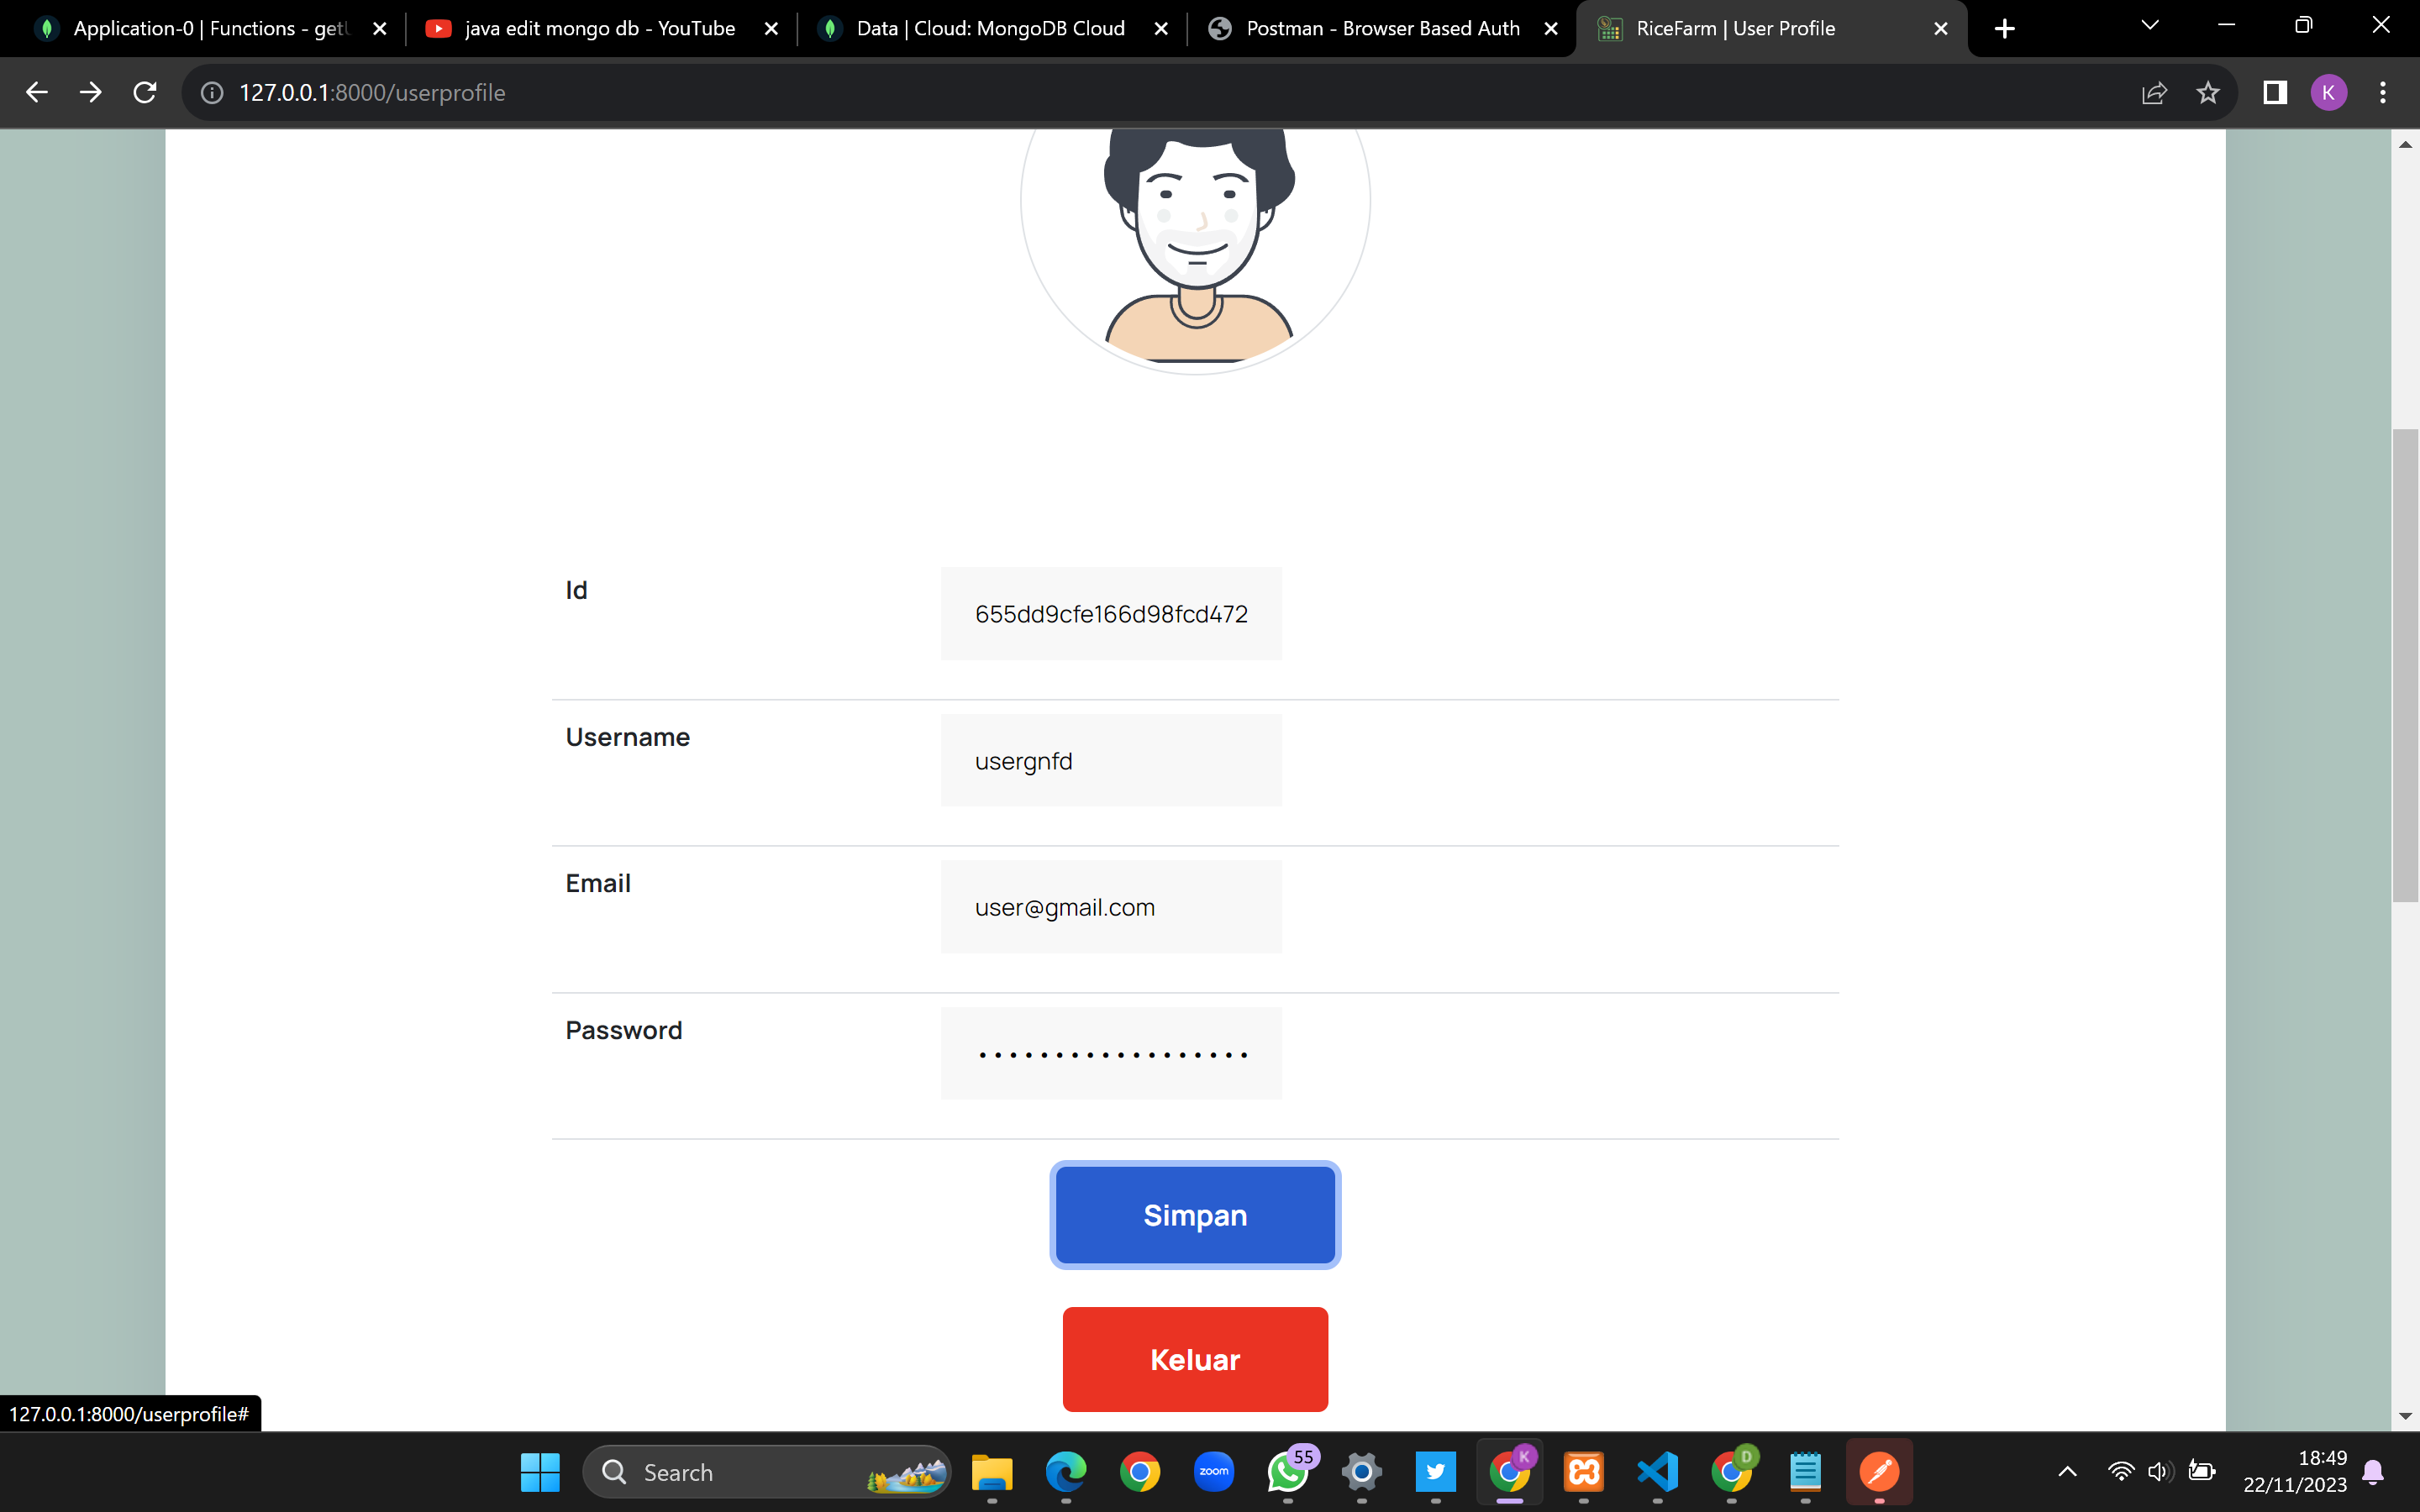 Application-0 | Functions - getU
java edit mongo db - YouTube
Data | Cloud: MongoDB Cloud
Postman - Browser Based Auth
RiceFarm | User Profile
127.0.0.1:8000/userprofile
K
Id
655dd9cfe166d98fcd472
Username
usergnfd
Email
user@gmail.com
Password
Simpan
Keluar
127.0.0.1:8000/userprofile#
Search
zoom
55
K
D
18:49
22/11/2023